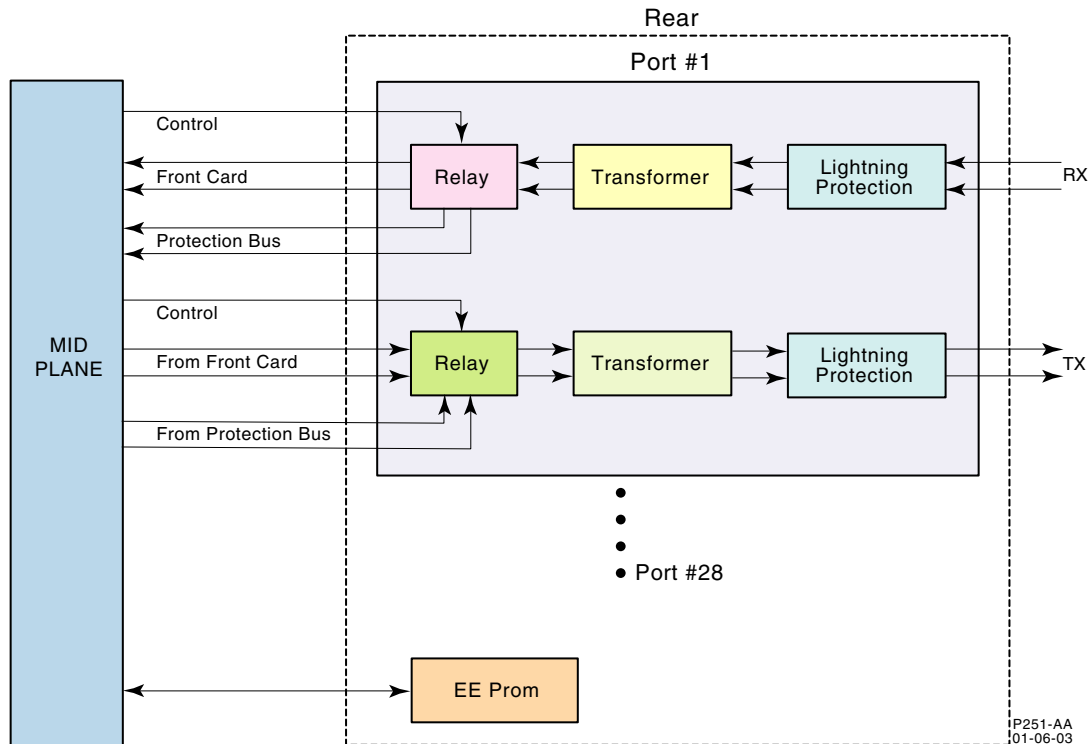 Rear
Port #1
Control
Front Card
Relay
Transformer
Lightning
Protection
RX
Protection Bus
Control
MID
PLANE
From Front Card
Relay
Transformer
Lightning
Protection
TX
From Protection Bus
Port #28
EE Prom
P251-AA
01-06-03